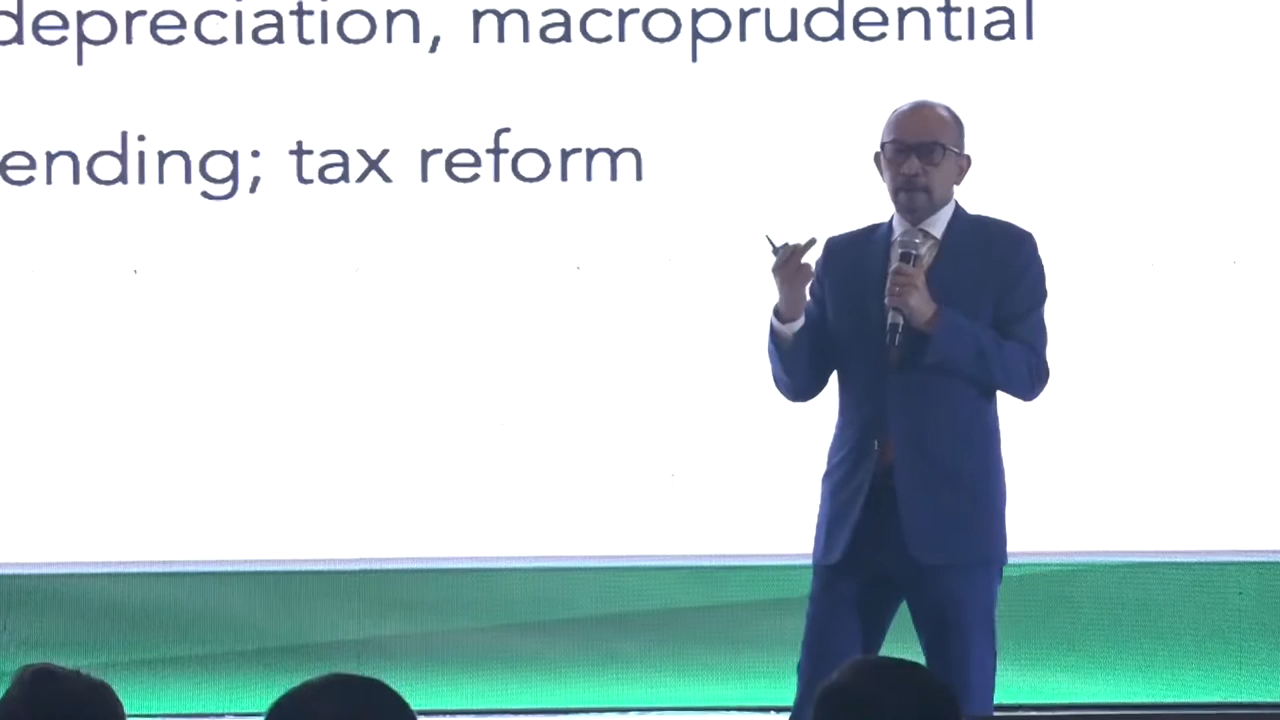 depreciation, macroprudential
ending; tax reform